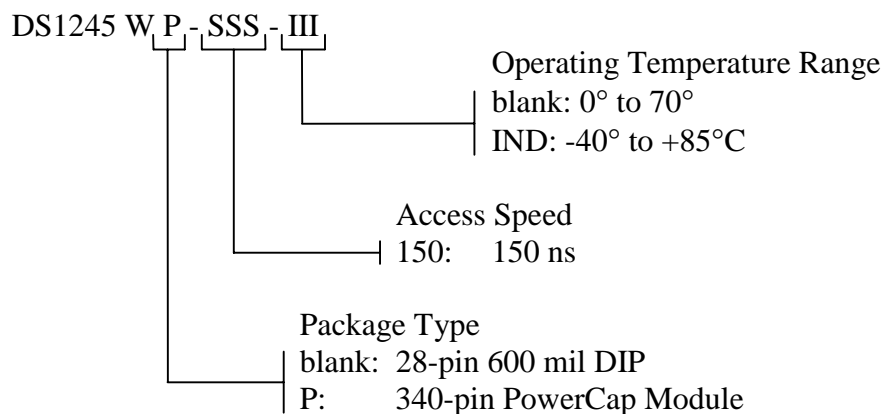 DS1245 W P - SSS - III
Operating Temperature Range
blank: 0° to 70°
IND: -40° to +85°C
Access Speed
150: 150 ns
Package Type
blank: 28-pin 600 mil DIP
P: 340-pin PowerCap Module